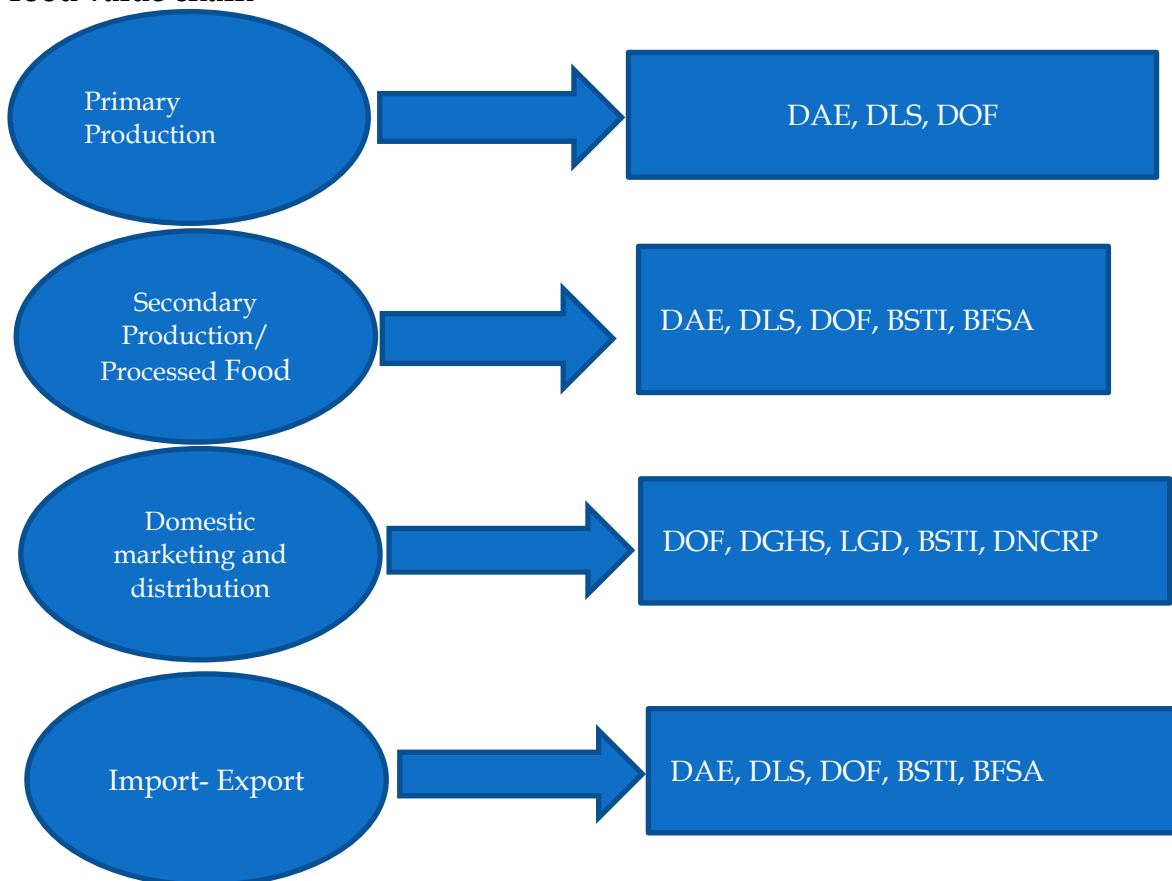 Primary
Production
DAE, DLS, DOF
Secondary
Production/
Processed Food
DAE, DLS, DOF, BSTI, BFSA
Domestic
marketing and
distribution
DOF, DGHS, LGD, BSTI, DNCRP
Import- Export
DAE, DLS, DOF, BSTI, BFSA